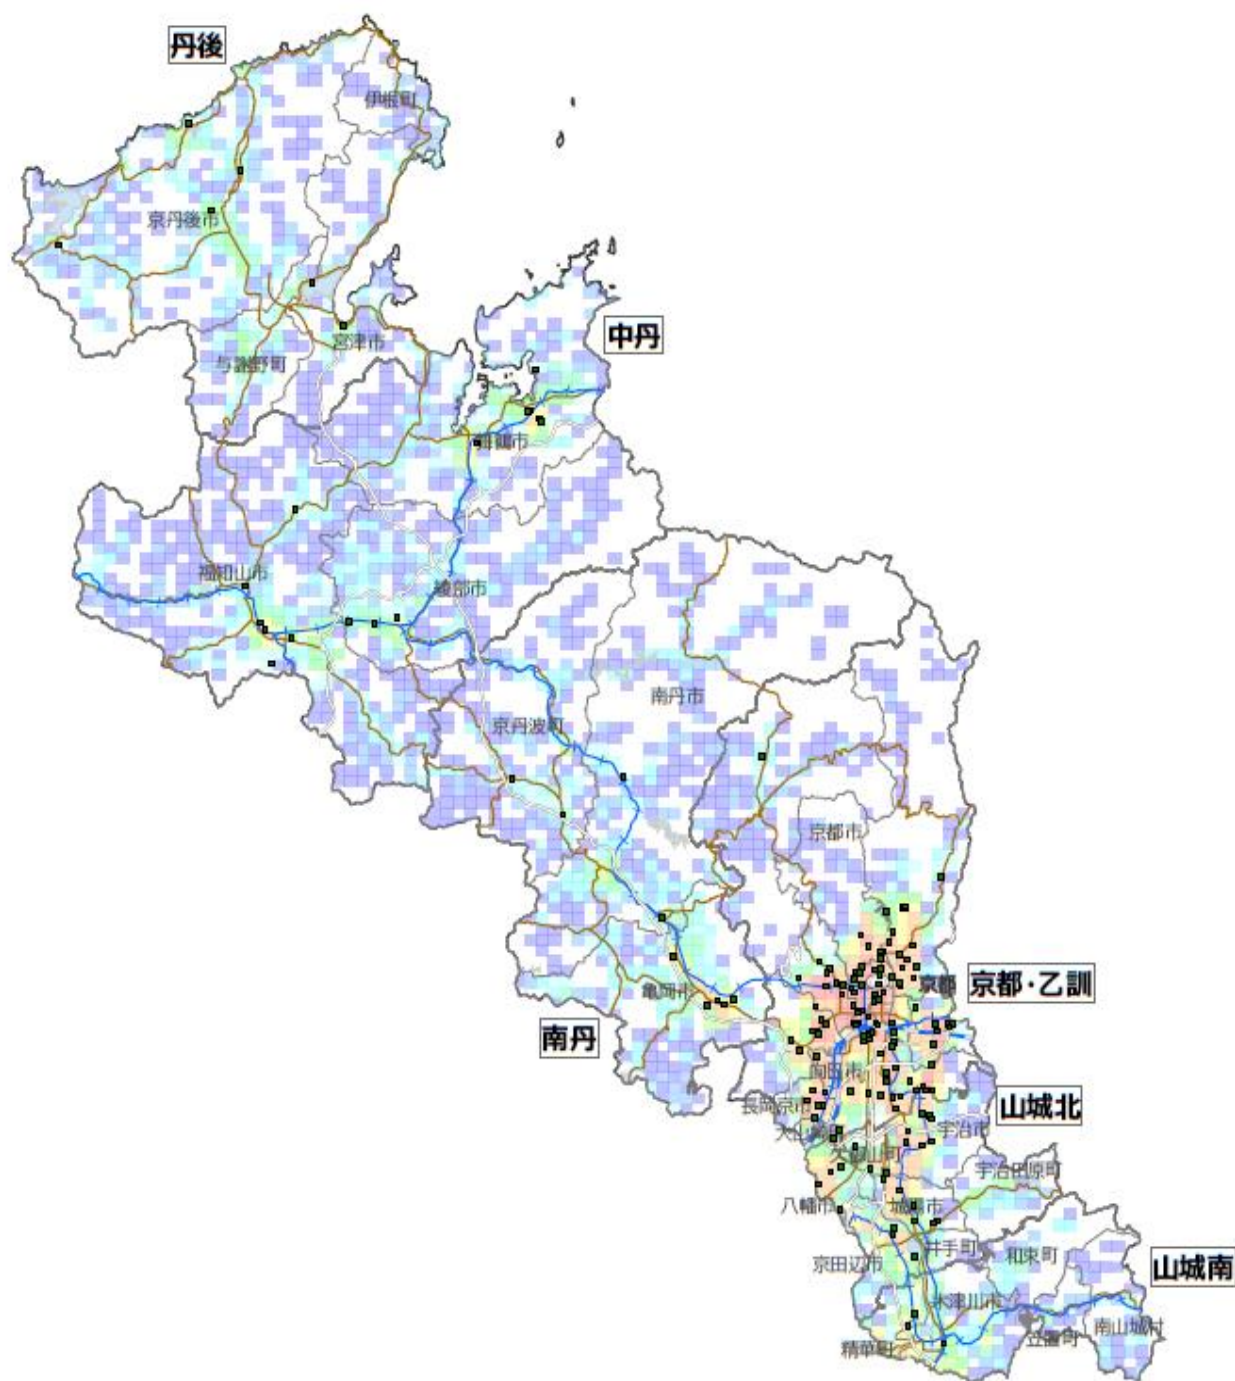 丹後
伊根町
京丹後市
中丹
宮津市
与謝野町
舞鶴市
福知山市
綾部市
南丹市
京丹波町
京都市
京都・乙訓
亀岡市
南丹
向日市
山城北
長岡京市
宇治市
大山崎町
久御山町
宇治田原町
八幡市
城陽市
井手町
和束町
山城南
京田辺市
木津川市
南山城村
笠置町
精華町